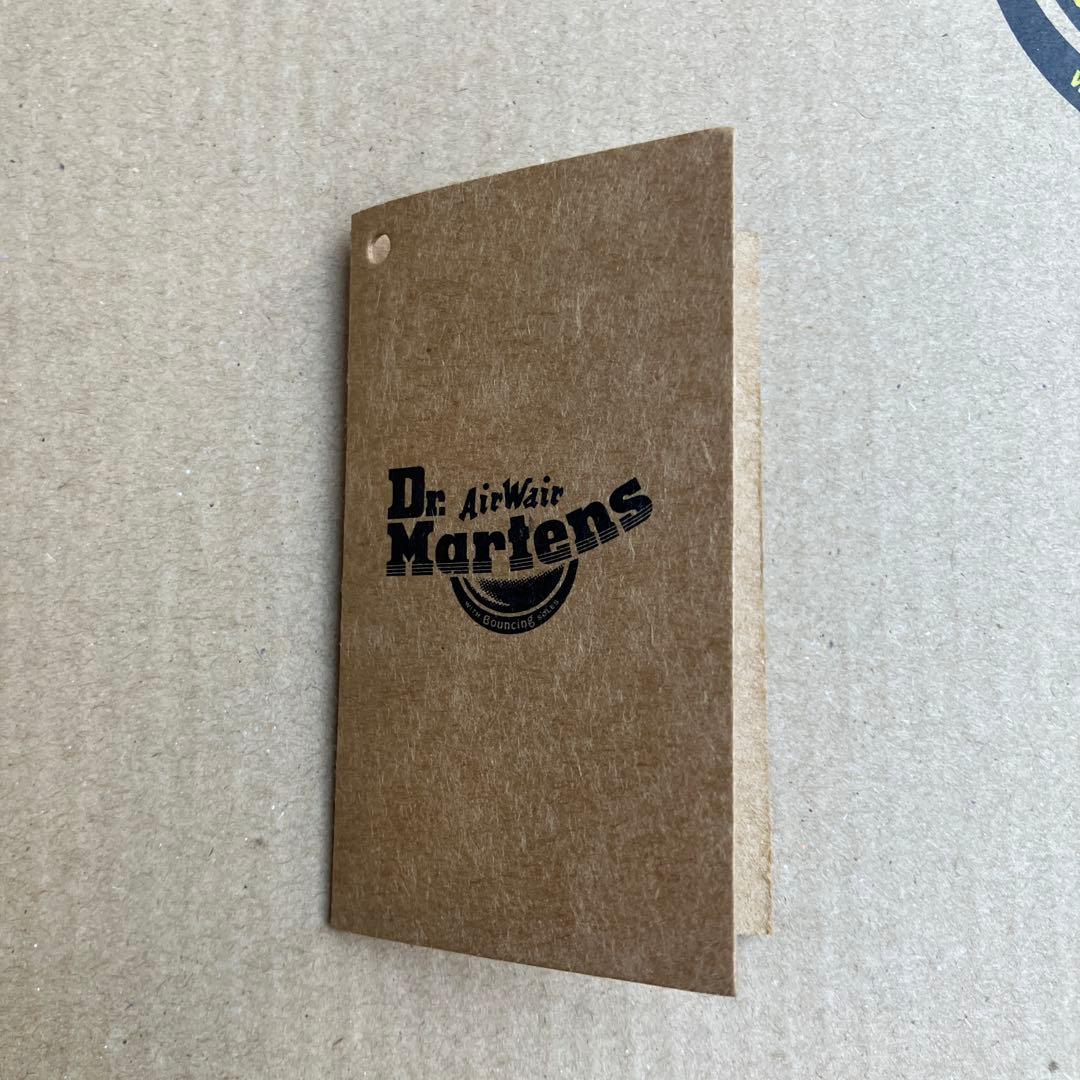 Dr. AirWair
Martens
WITH Bouncing SOLES